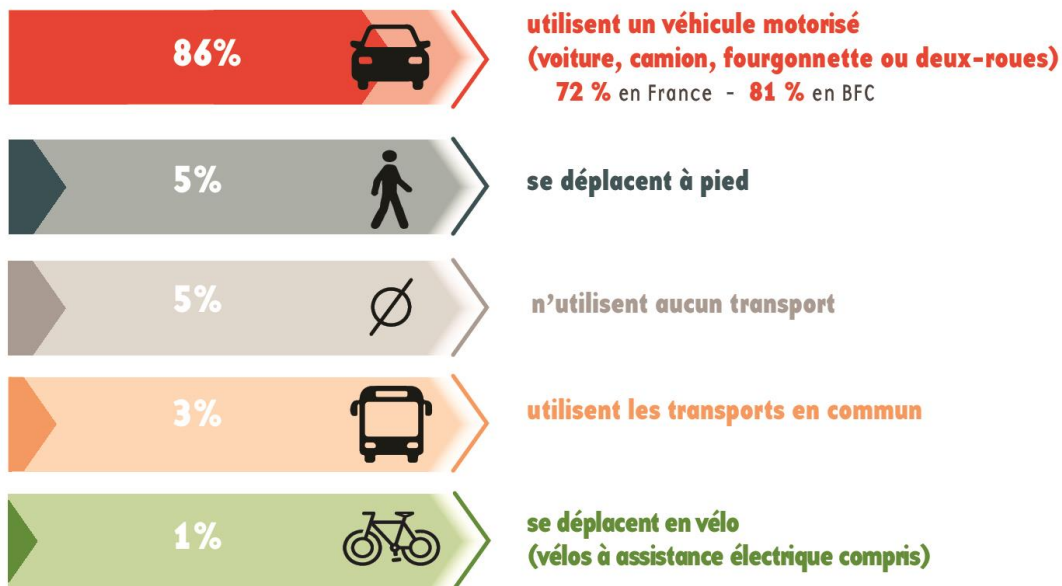 86%
utilisent un véhicule motorisé
(voiture, camion, fourgonnette ou deux-roues)
72 % en France - 81 % en BFC
5%
se déplacent à pied
5%
n'utilisent aucun transport
3%
utilisent les transports en commun
1%
se déplacent en vélo
(vélos à assistance électrique compris)